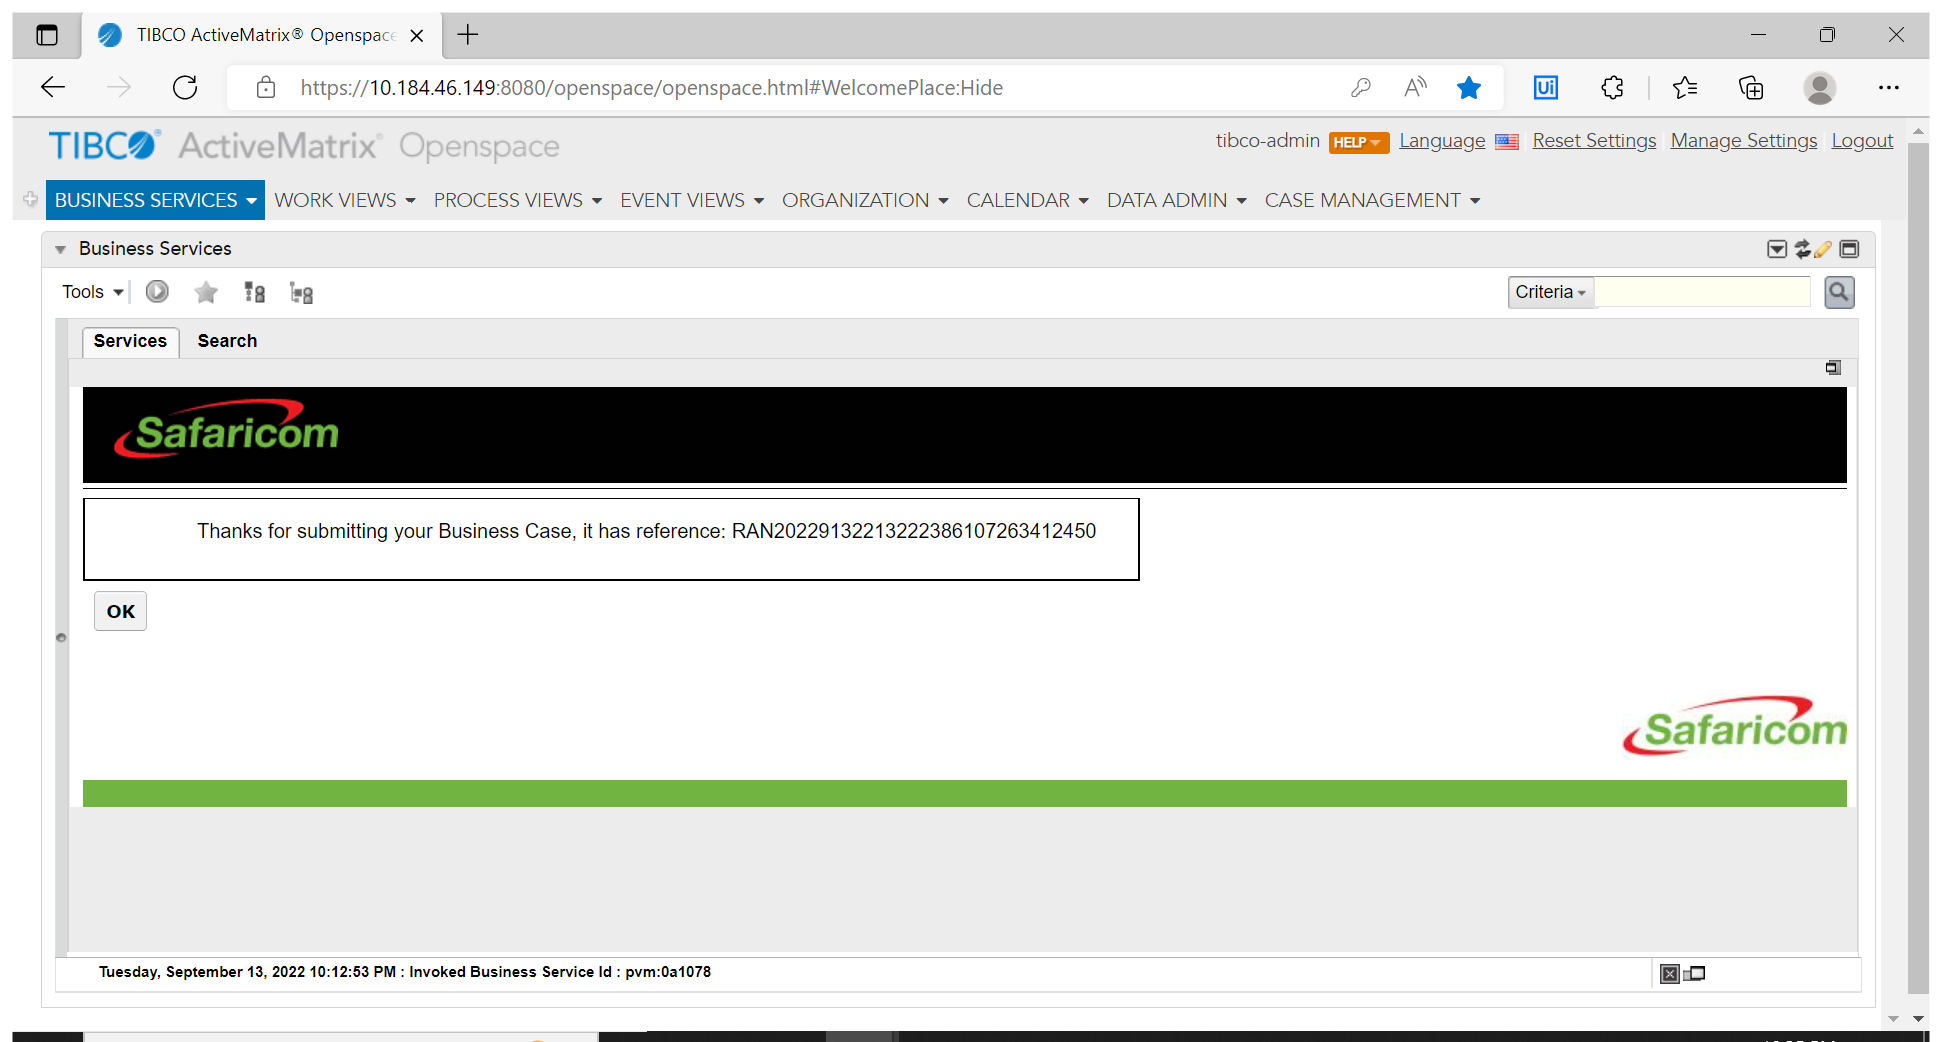 TIBCO ActiveMatrix® Openspace
https://10.184.46.149:8080/openspace/openspace.html#WelcomePlace:Hide
TIBCO® ActiveMatrix® Openspace
tibco-admin HELP Language Reset Settings Manage Settings Logout
BUSINESS SERVICES WORK VIEWS PROCESS VIEWS EVENT VIEWS ORGANIZATION CALENDAR DATA ADMIN CASE MANAGEMENT
Business Services
Tools Criteria
Services Search
Safaricom
Thanks for submitting your Business Case, it has reference: RAN20229132213222386107263412450
OK
Safaricom
Tuesday, September 13, 2022 10:12:53 PM : Invoked Business Service Id : pvm:0a1078